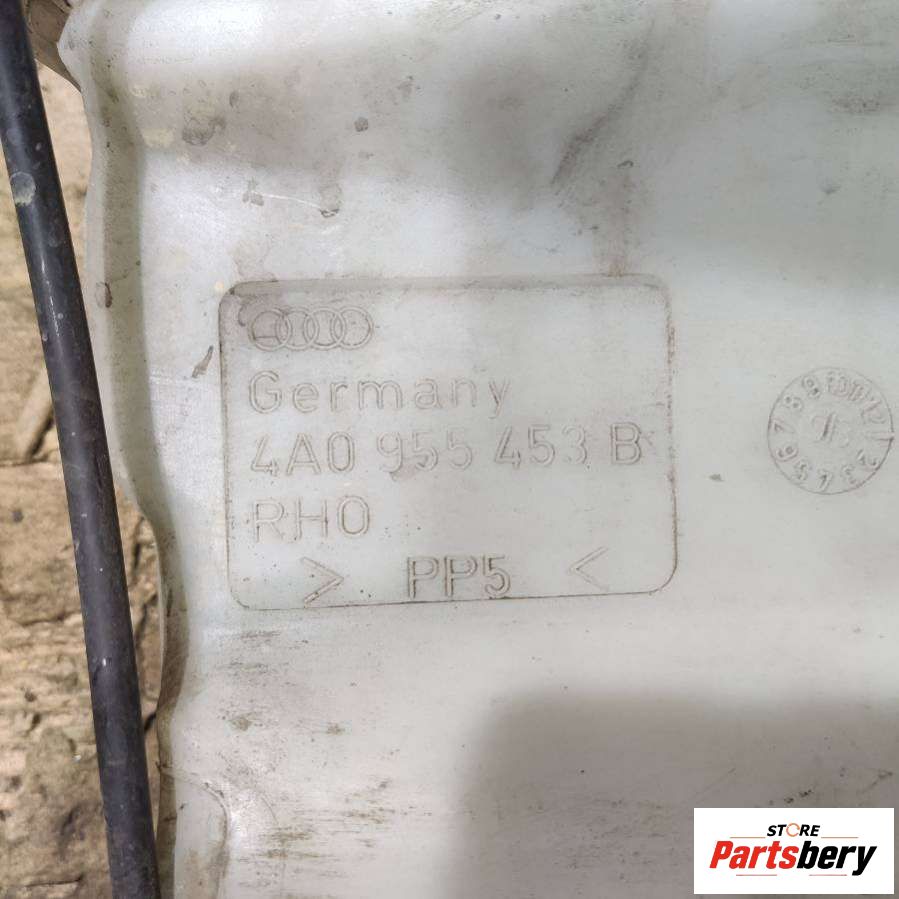 Germany
4A0 955 453 B
RHO
> PP5 <
STORE
Partsbery